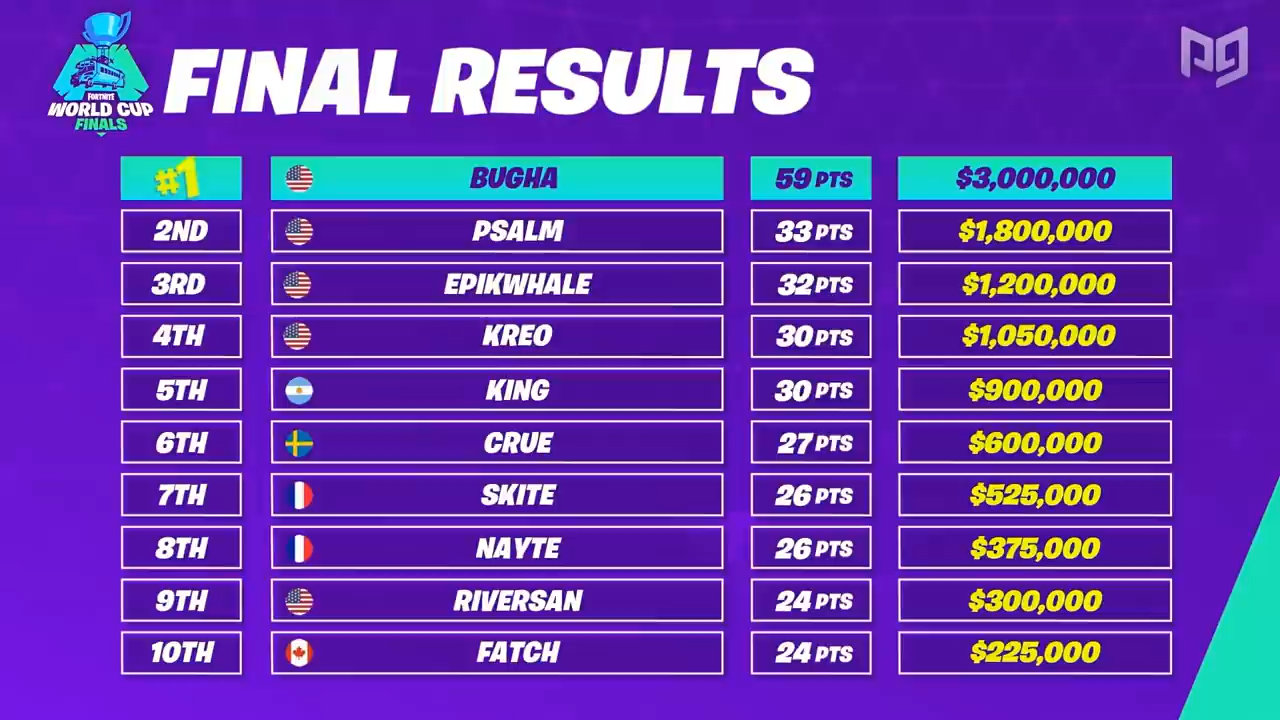 FORTNITE
WORLD CUP
FINALS
FINAL RESULTS
PG
#1 BUGHA 59 PTS $3,000,000
2ND PSALM 33 PTS $1,800,000
3RD EPIKWHALE 32 PTS $1,200,000
4TH KREO 30 PTS $1,050,000
5TH KING 30 PTS $900,000
6TH CRUE 27 PTS $600,000
7TH SKITE 26 PTS $525,000
8TH NAYTE 26 PTS $375,000
9TH RIVERSAN 24 PTS $300,000
10TH FATCH 24 PTS $225,000